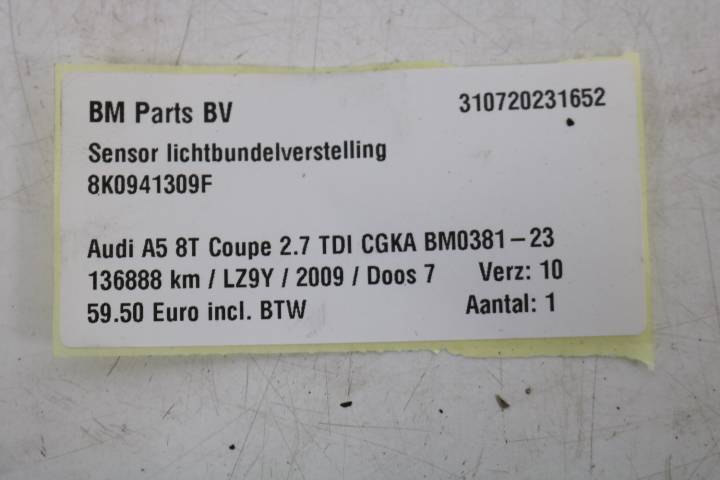 BM Parts BV 310720231652
Sensor lichtbundelverstelling
8K0941309F
Audi A5 8T Coupe 2.7 TDI CGKA BM0381-23
136888 km / LZ9Y / 2009 / Doos 7 Verz: 10
59.50 Euro incl. BTW Aantal: 1